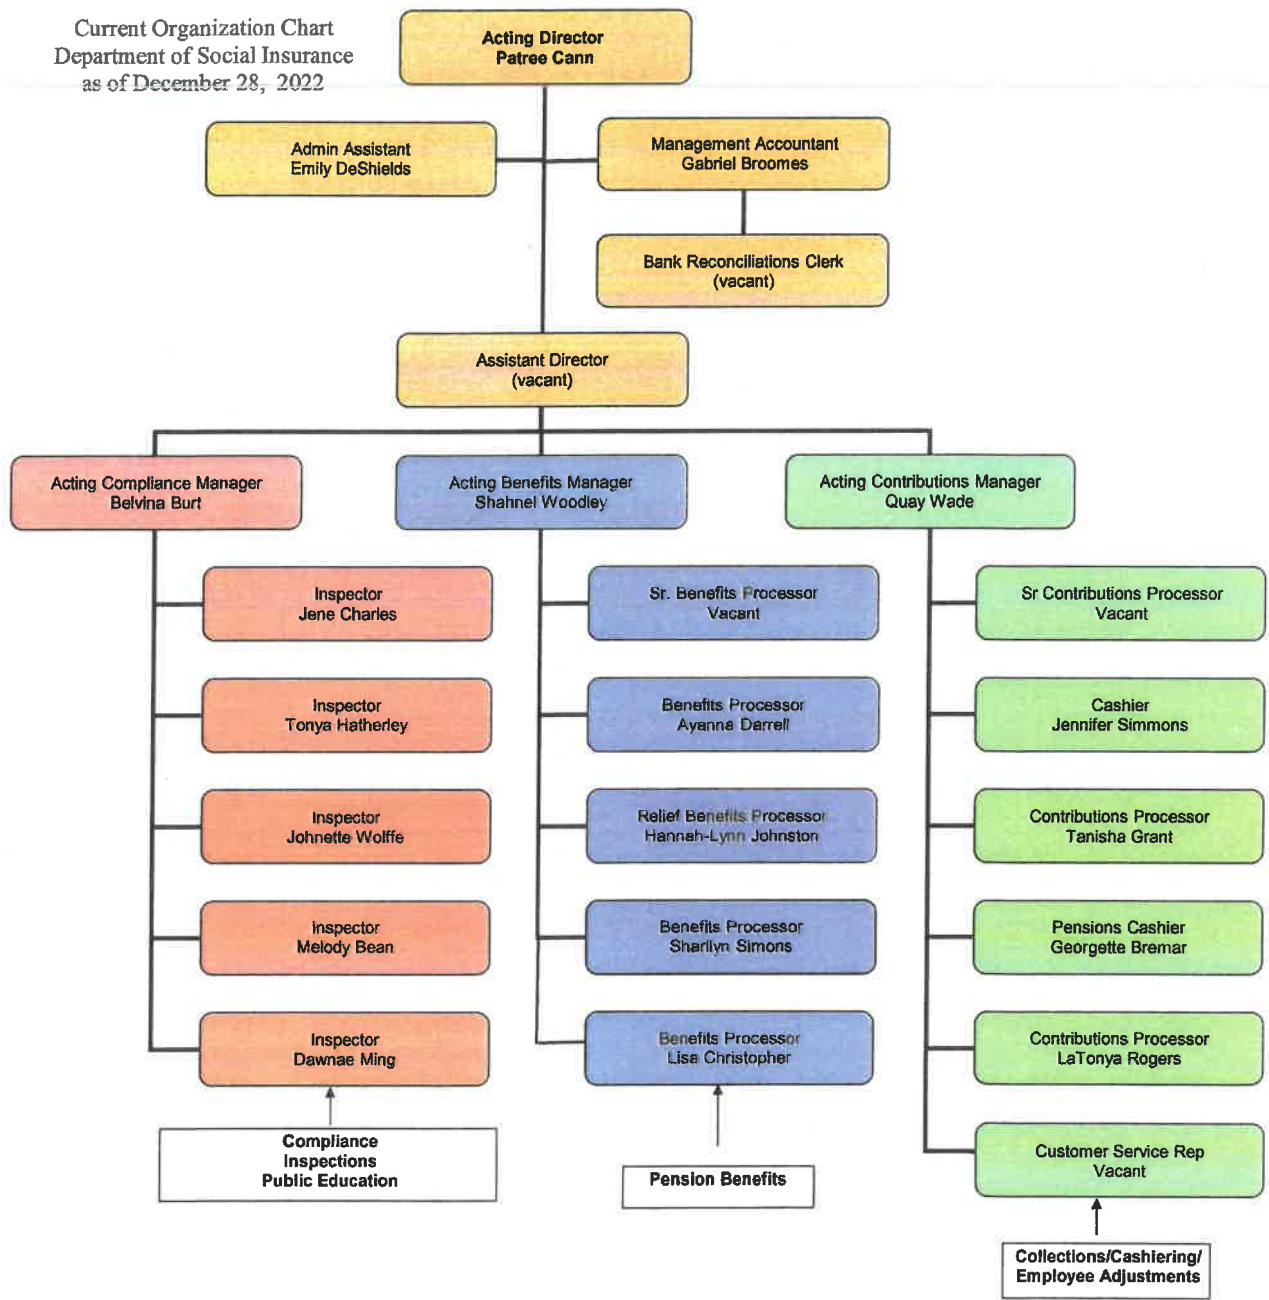 Current Organization Chart
Department of Social Insurance
as of December 28, 2022
Acting Director
Patree Cann
Admin Assistant
Emily DeShields
Management Accountant
Gabriel Broomes
Bank Reconciliations Clerk
(vacant)
Assistant Director
(vacant)
Acting Compliance Manager
Belvina Burt
Acting Benefits Manager
Shahnel Woodley
Acting Contributions Manager
Quay Wade
Inspector
Jene Charles
Inspector
Tonya Hatherley
Inspector
Johnette Wolffe
Inspector
Melody Bean
Inspector
Dawnae Ming
Compliance
Inspections
Public Education
Sr. Benefits Processor
Vacant
Benefits Processor
Ayanna Darrell
Relief Benefits Processor
Hannah-Lynn Johnston
Benefits Processor
Sharilyn Simons
Benefits Processor
Lisa Christopher
Pension Benefits
Sr Contributions Processor
Vacant
Cashier
Jennifer Simmons
Contributions Processor
Tanisha Grant
Pensions Cashier
Georgette Bremar
Contributions Processor
LaTonya Rogers
Customer Service Rep
Vacant
Collections/Cashiering/
Employee Adjustments